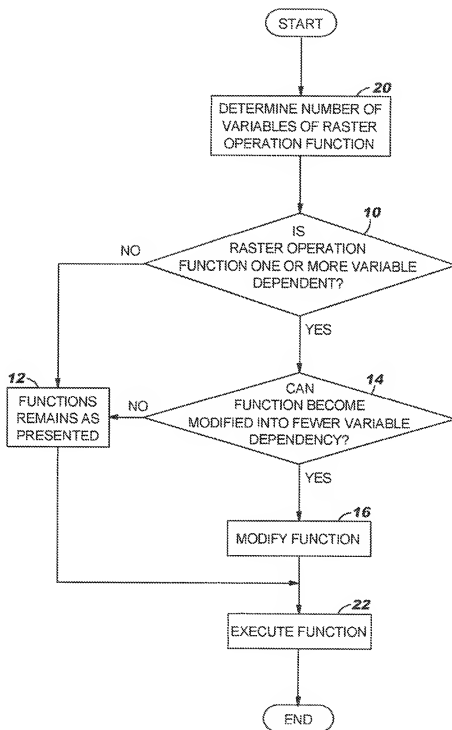 START
20
DETERMINE NUMBER OF
VARIABLES OF RASTER
OPERATION FUNCTION
10
IS
RASTER OPERATION
FUNCTION ONE OR MORE VARIABLE
DEPENDENT?
NO
YES
12
FUNCTIONS
REMAINS AS
PRESENTED
NO
14
CAN
FUNCTION BECOME
MODIFIED INTO FEWER VARIABLE
DEPENDENCY?
YES
16
MODIFY FUNCTION
22
EXECUTE FUNCTION
END